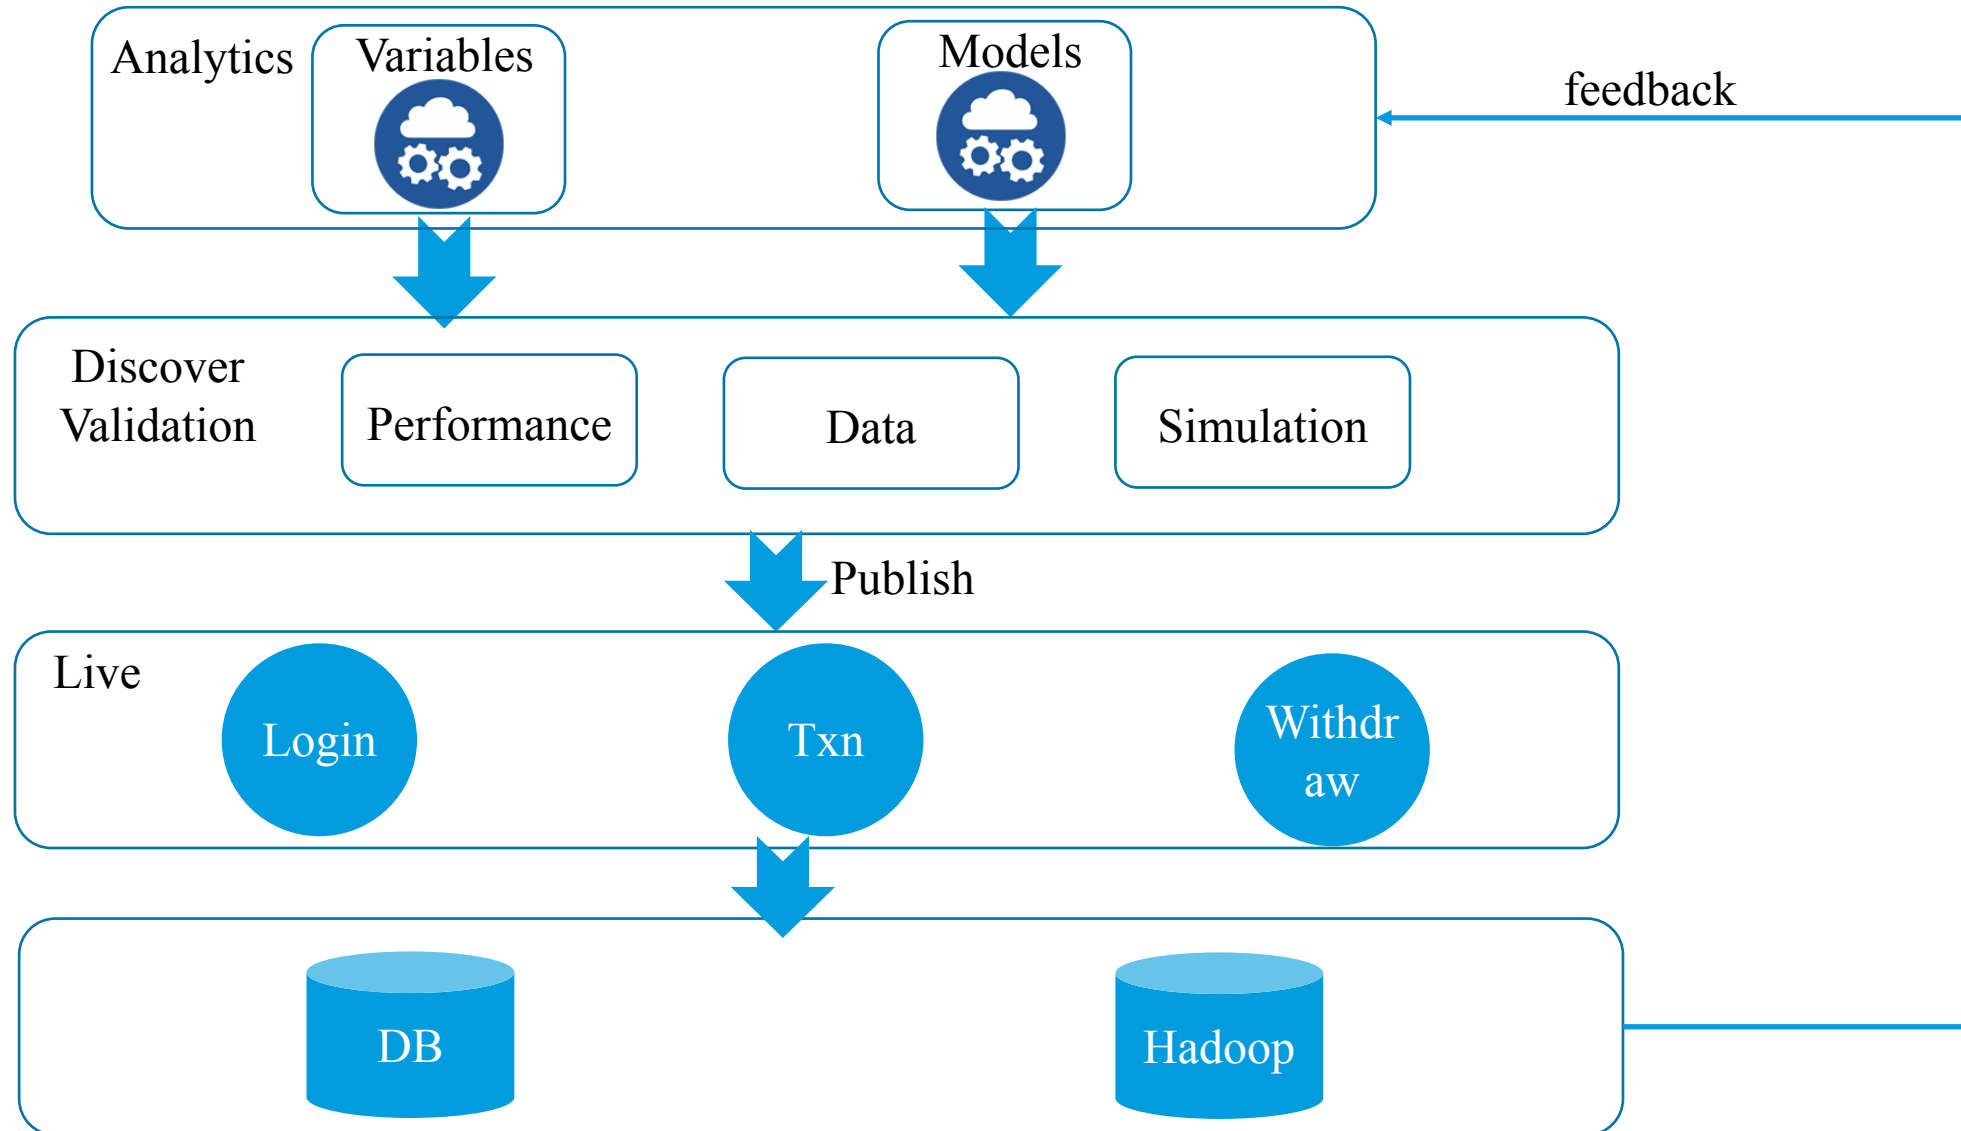 Analytics
Variables
Models
feedback
Discover
Validation
Performance
Data
Simulation
Publish
Live
Login
Txn
Withdr
aw
DB
Hadoop